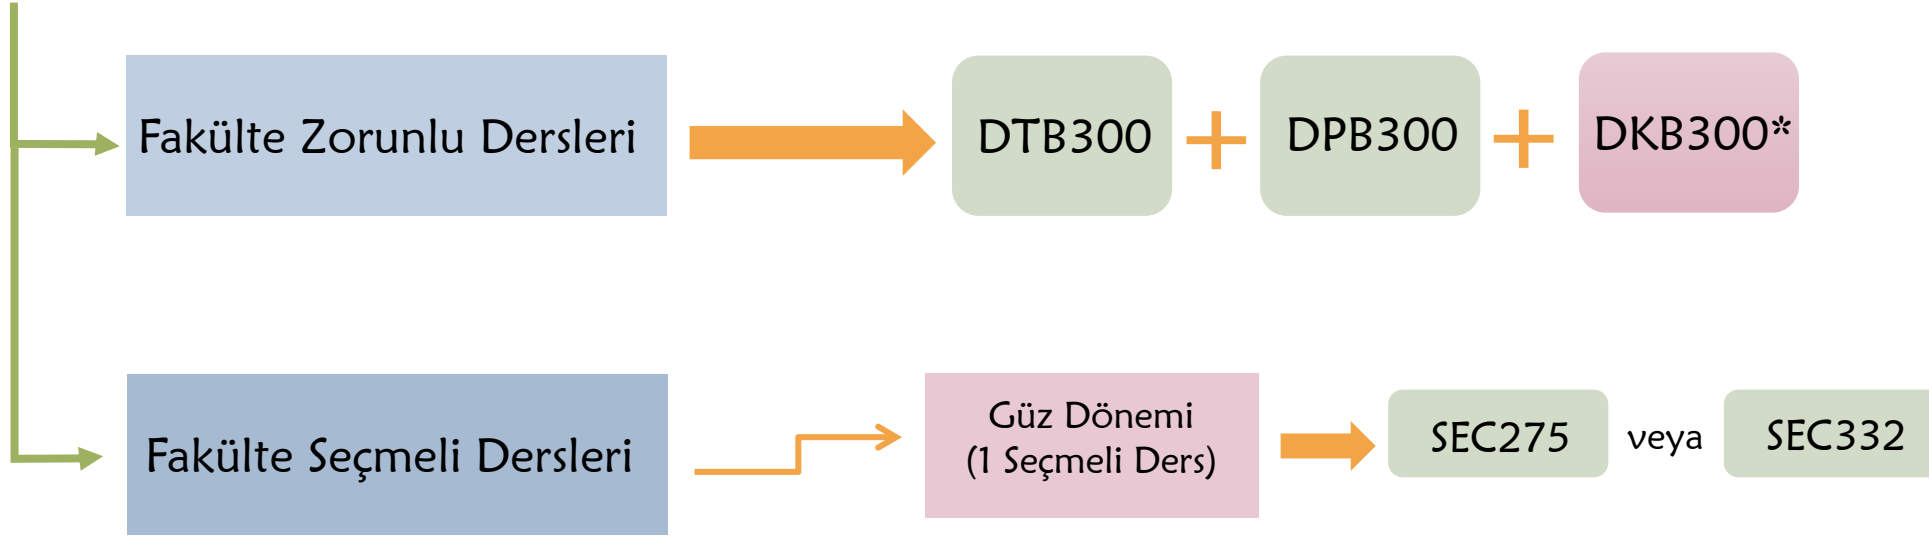 Fakülte Zorunlu Dersleri
DTB300 + DPB300 + DKB300*
Fakülte Seçmeli Dersleri
Güz Dönemi
(1 Seçmeli Ders)
SEC275 veya SEC332